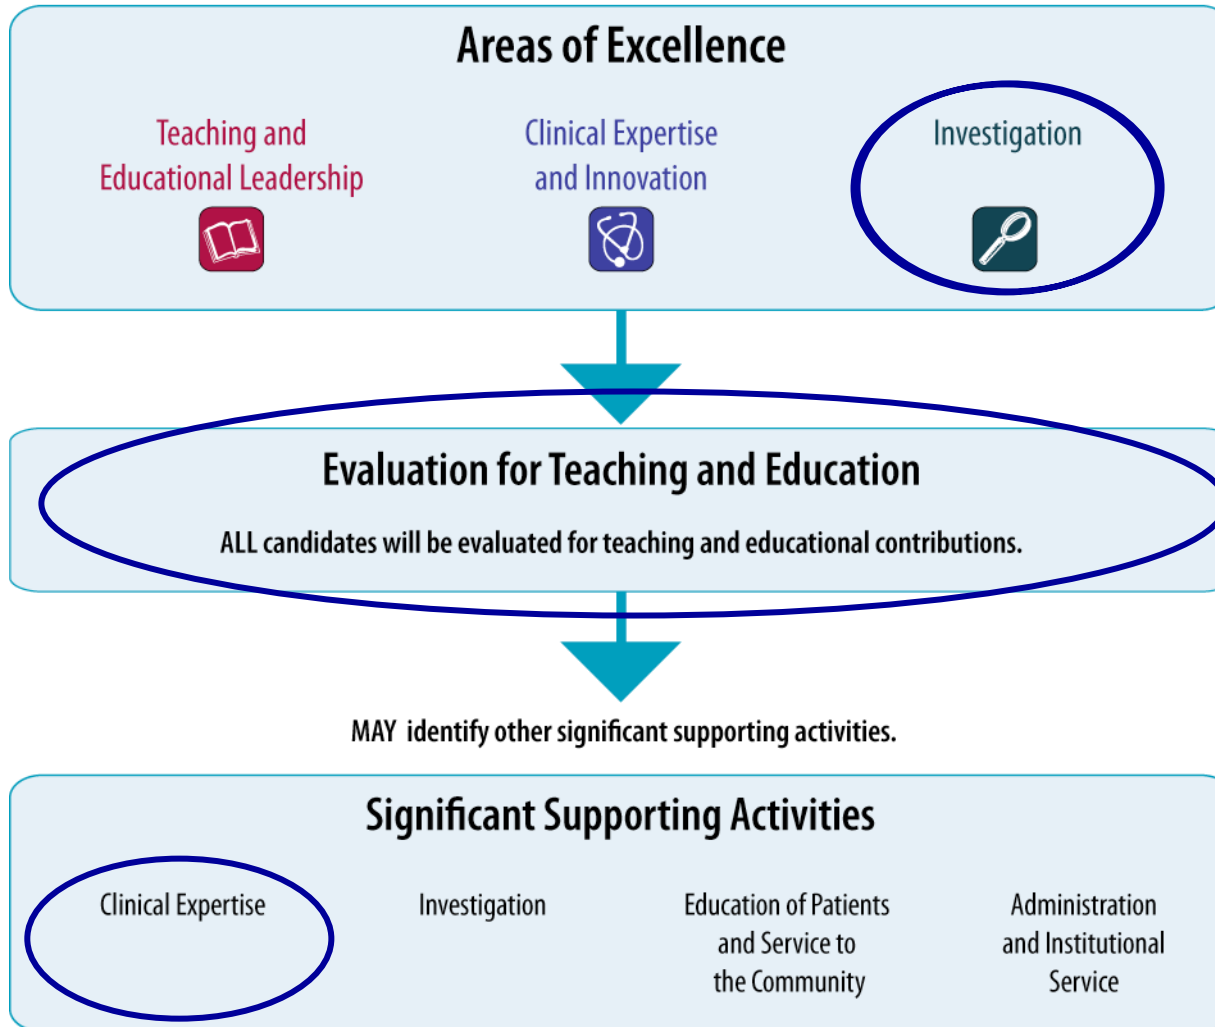 Areas of Excellence
Teaching and
Educational Leadership
Clinical Expertise
and Innovation
Investigation
Evaluation for Teaching and Education
ALL candidates will be evaluated for teaching and educational contributions.
MAY identify other significant supporting activities.
Significant Supporting Activities
Clinical Expertise
Investigation
Education of Patients
and Service to
the Community
Administration
and Institutional
Service